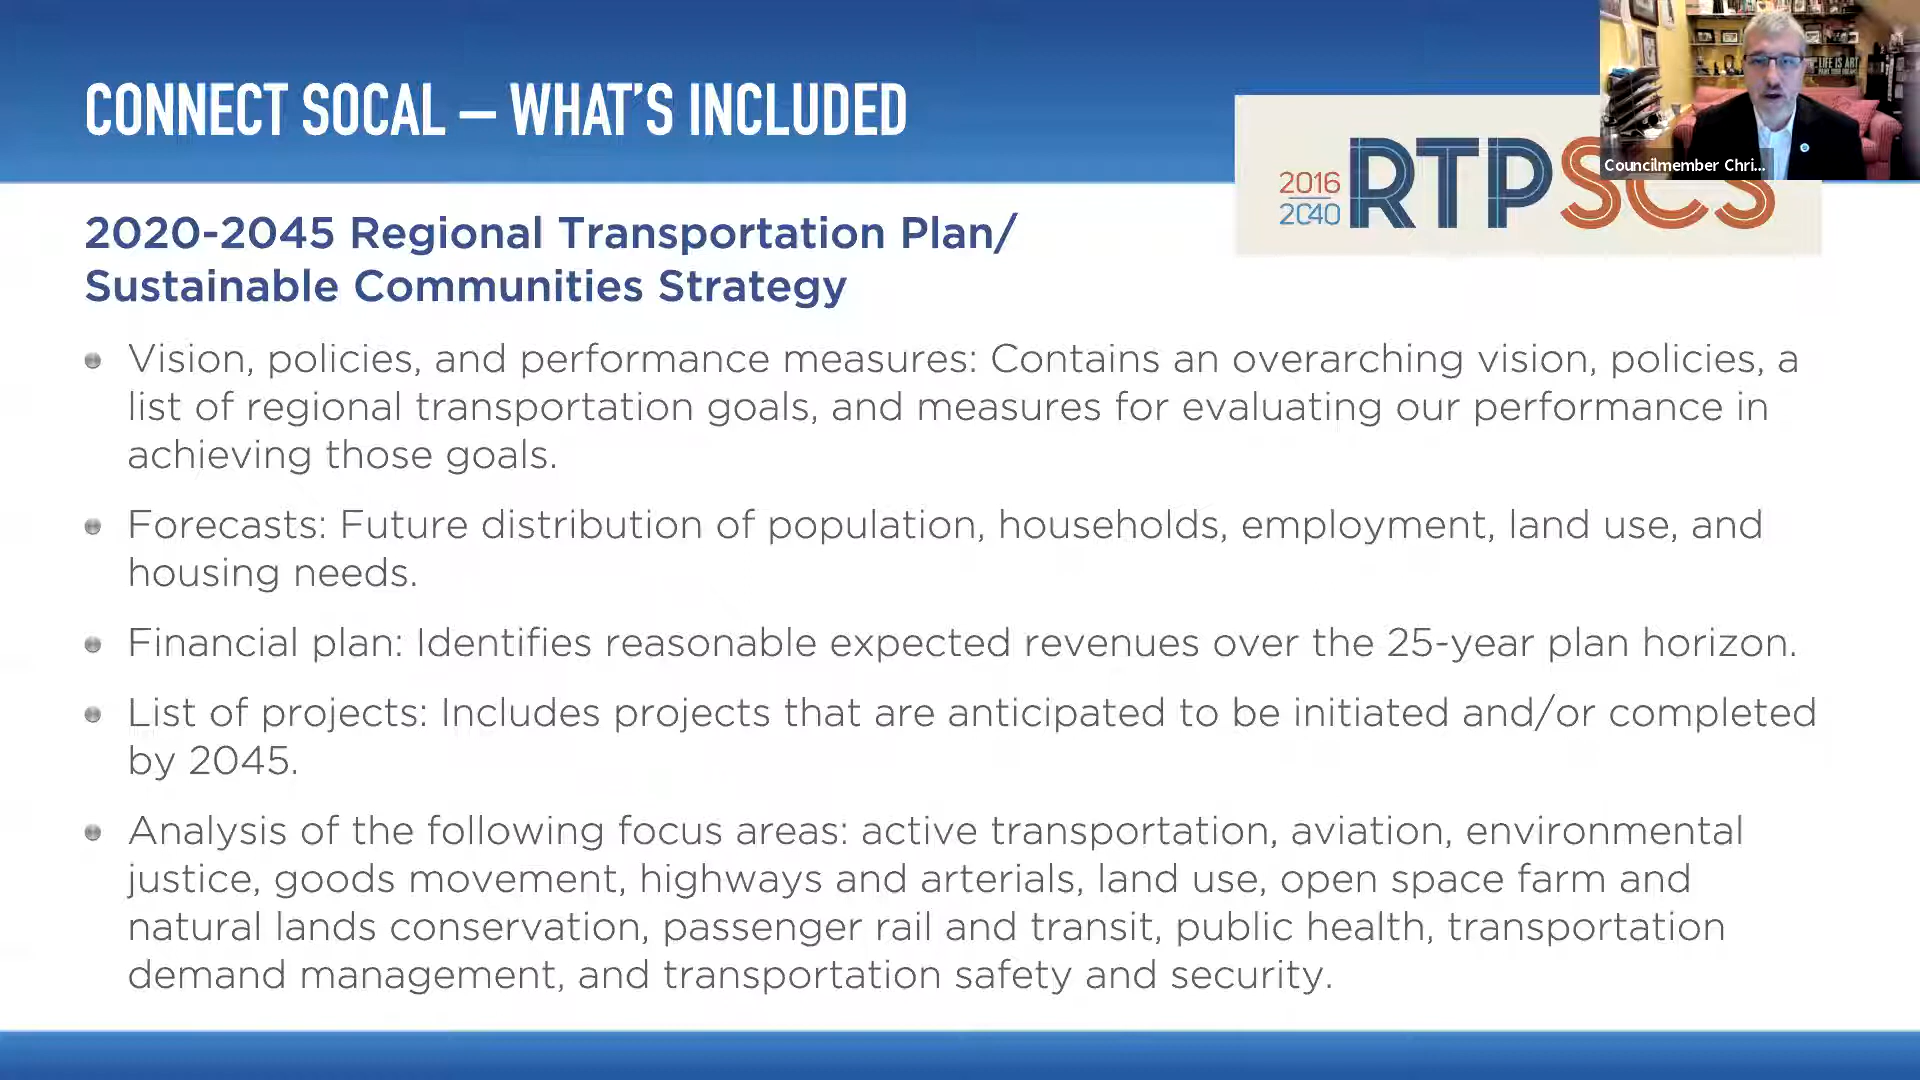 CONNECT SOCAL – WHAT'S INCLUDED
LIFE IS ART
Councilmember Chri...
2016
2040
RTPSCS
2020-2045 Regional Transportation Plan/
Sustainable Communities Strategy
Vision, policies, and performance measures: Contains an overarching vision, policies, a
list of regional transportation goals, and measures for evaluating our performance in
achieving those goals.
Forecasts: Future distribution of population, households, employment, land use, and
housing needs.
Financial plan: Identifies reasonable expected revenues over the 25-year plan horizon.
List of projects: Includes projects that are anticipated to be initiated and/or completed
by 2045.
Analysis of the following focus areas: active transportation, aviation, environmental
justice, goods movement, highways and arterials, land use, open space farm and
natural lands conservation, passenger rail and transit, public health, transportation
demand management, and transportation safety and security.